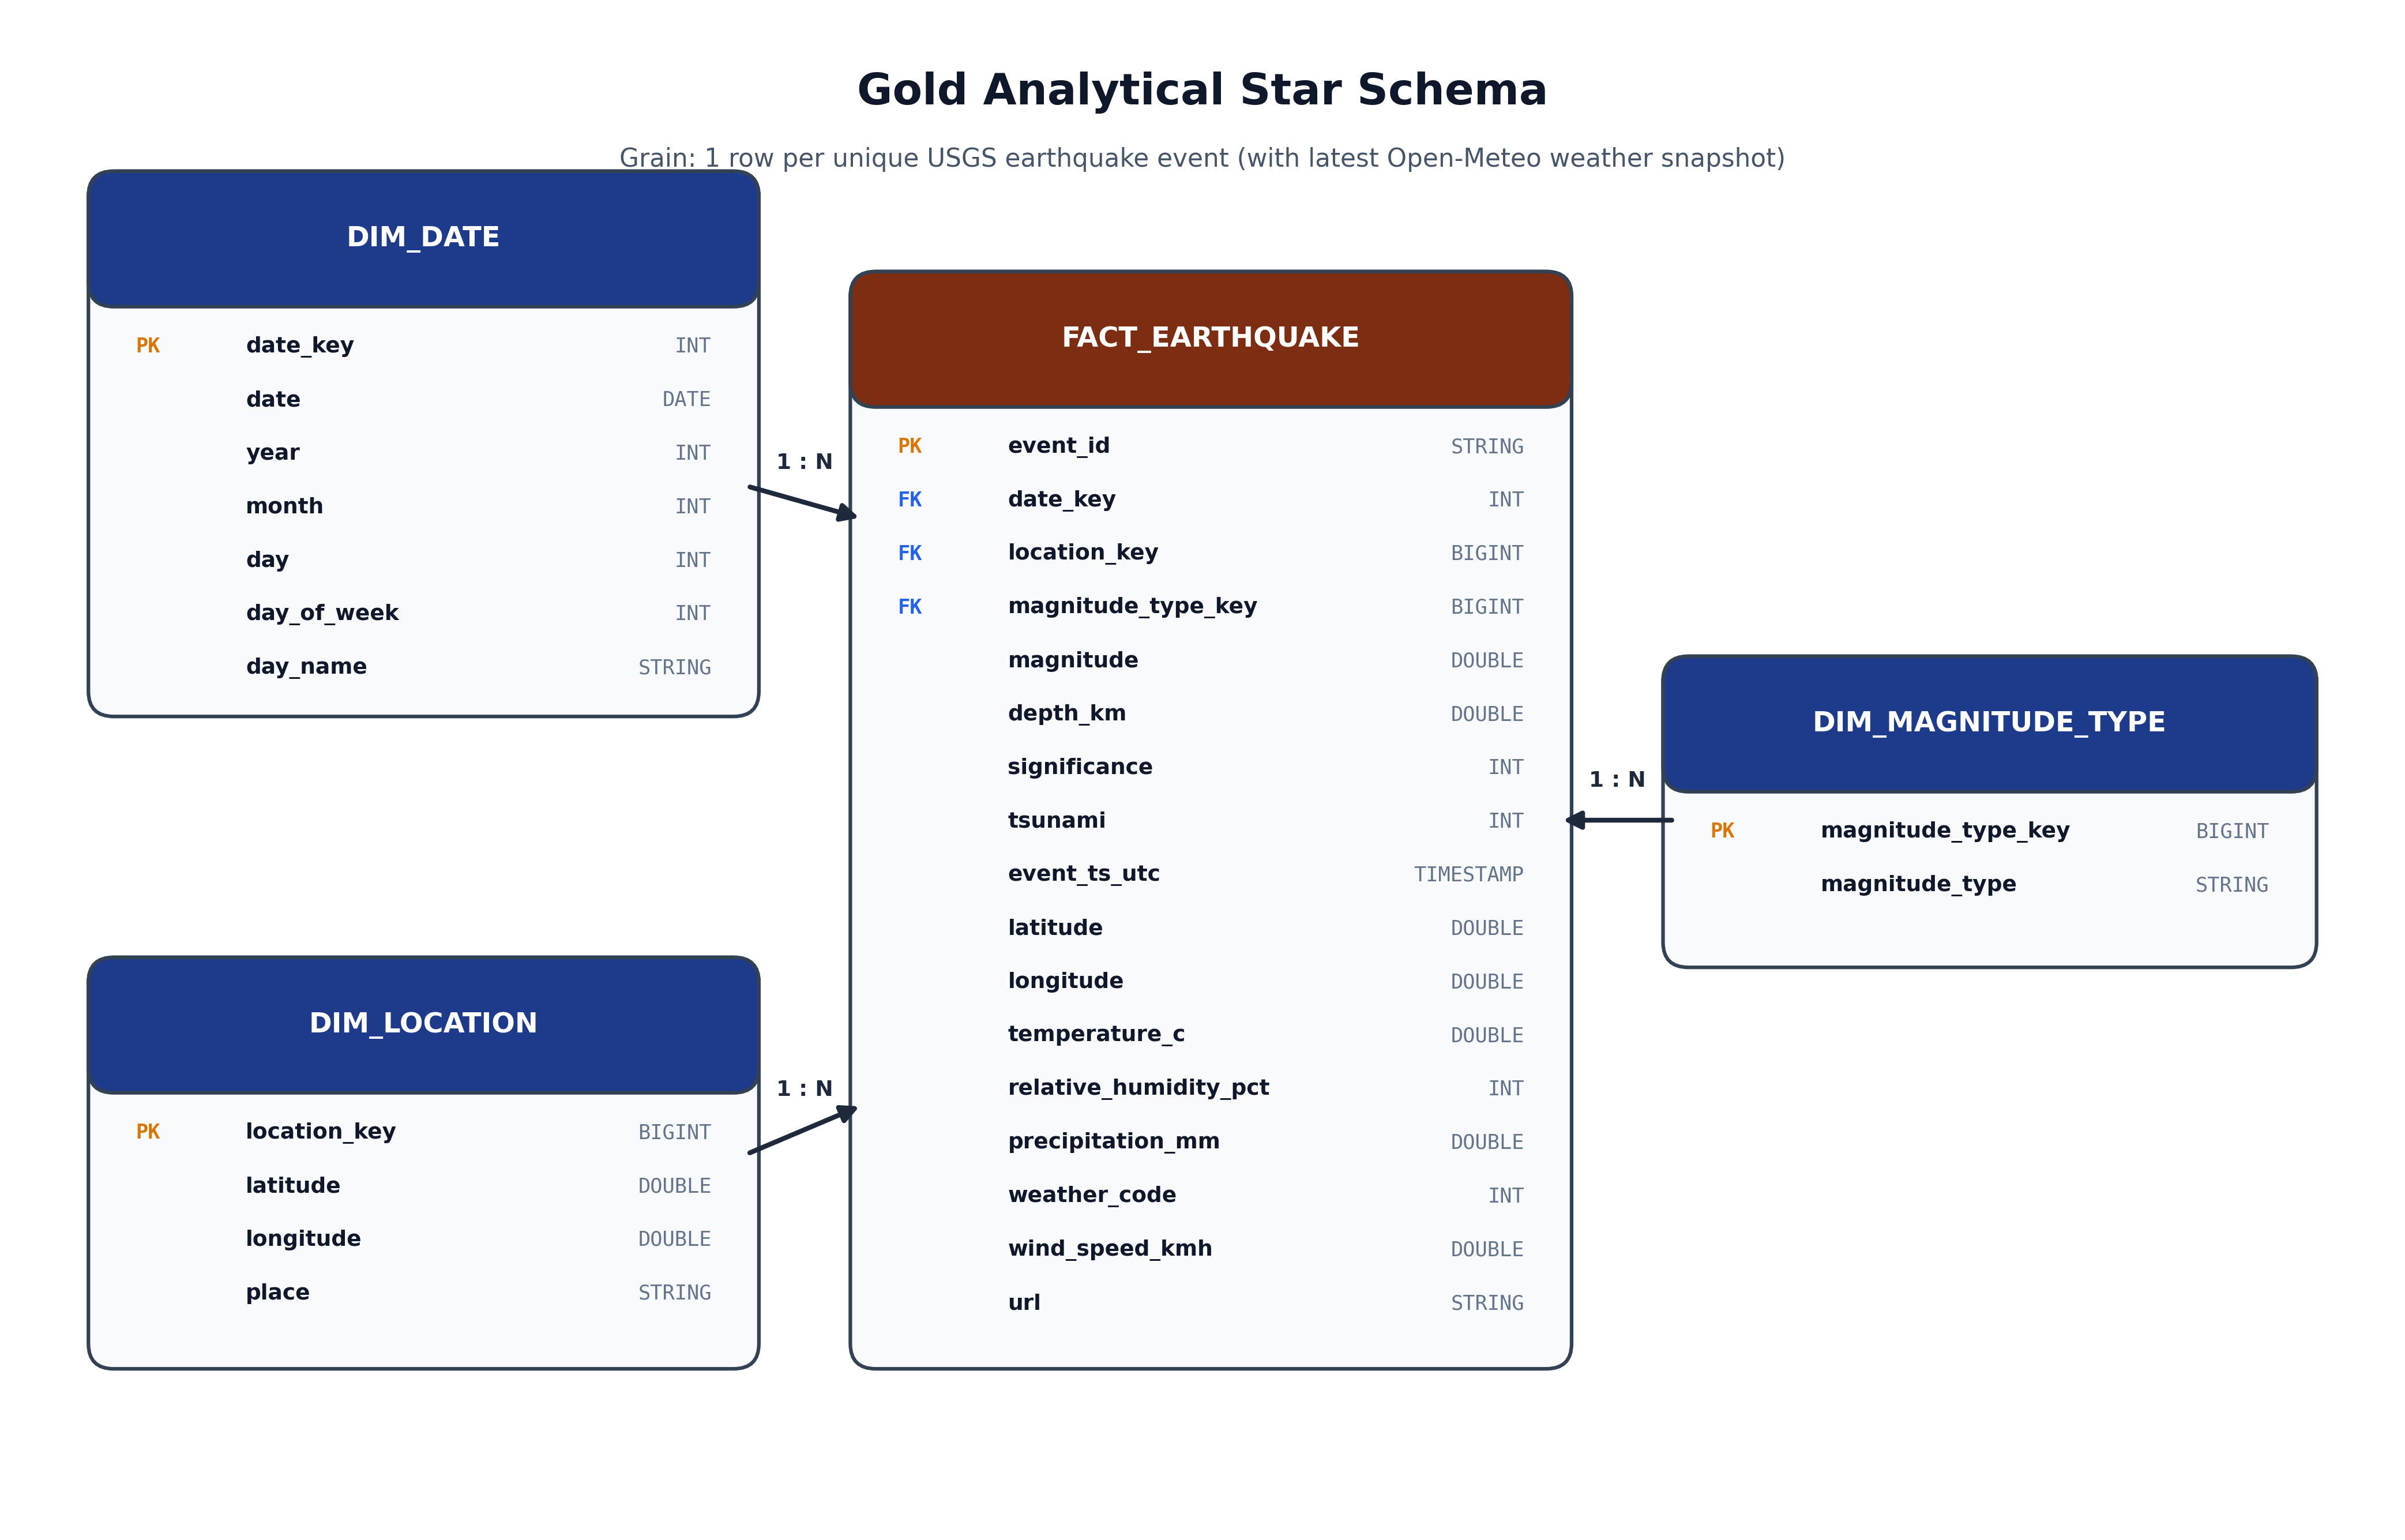 Gold Analytical Star Schema
Grain: 1 row per unique USGS earthquake event (with latest Open-Meteo weather snapshot)
DIM_DATE
PK date_key INT
date DATE
year INT
month INT
day INT
day_of_week INT
day_name STRING
1 : N
FACT_EARTHQUAKE
PK event_id STRING
FK date_key INT
FK location_key BIGINT
FK magnitude_type_key BIGINT
magnitude DOUBLE
depth_km DOUBLE
significance INT
tsunami INT
event_ts_utc TIMESTAMP
latitude DOUBLE
longitude DOUBLE
temperature_c DOUBLE
relative_humidity_pct INT
precipitation_mm DOUBLE
weather_code INT
wind_speed_kmh DOUBLE
url STRING
1 : N
DIM_MAGNITUDE_TYPE
PK magnitude_type_key BIGINT
magnitude_type STRING
DIM_LOCATION
PK location_key BIGINT
latitude DOUBLE
longitude DOUBLE
place STRING
1 : N